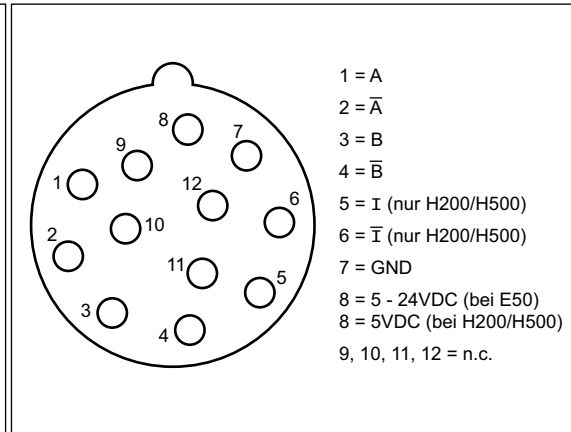 8
7
9
1
12
6
10
2
11
5
3
4
1 = A
2 = A̅
3 = B
4 = B̅
5 = I (nur H200/H500)
6 = I̅ (nur H200/H500)
7 = GND
8 = 5 - 24VDC (bei E50)
8 = 5VDC (bei H200/H500)
9, 10, 11, 12 = n.c.